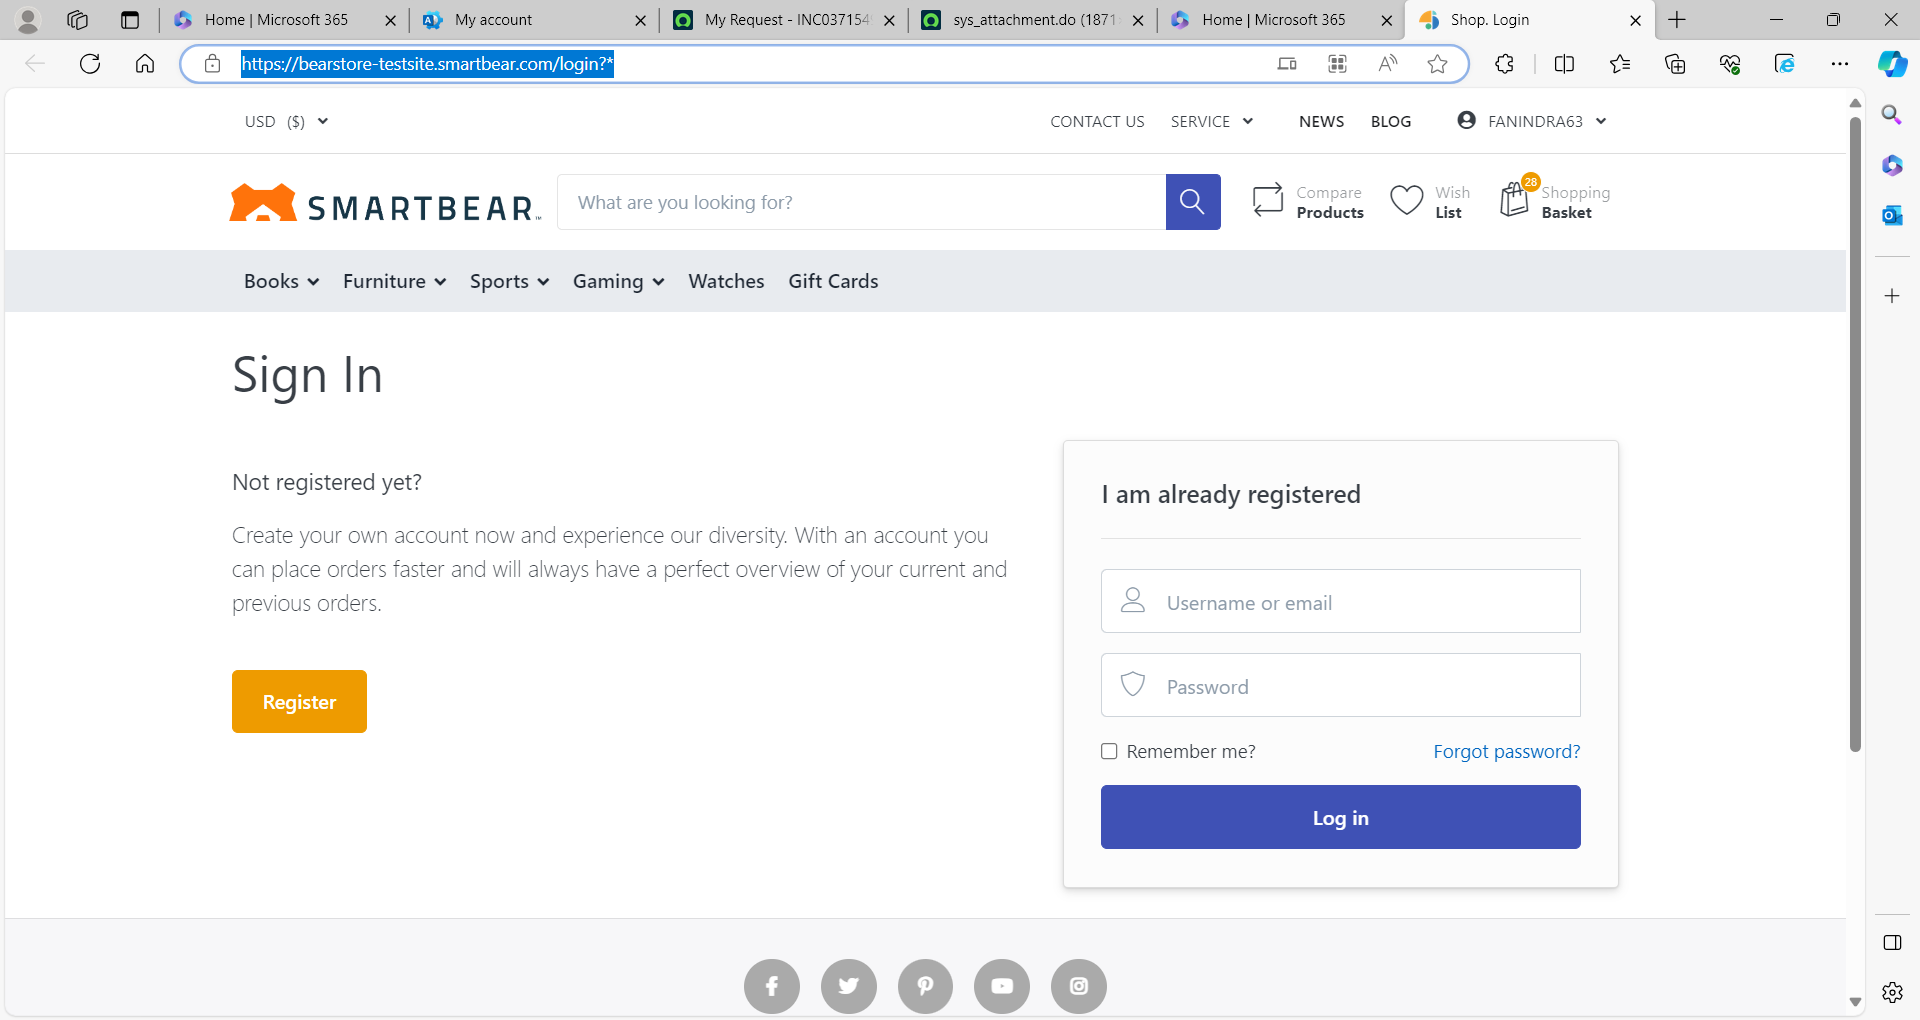 Home | Microsoft 365
My account
My Request - INC037154
sys_attachment.do (1871
Home | Microsoft 365
Shop. Login
https://bearstore-testsite.smartbear.com/login?*
USD ($)
CONTACT US
SERVICE
NEWS
BLOG
FANINDRA63
SMARTBEAR
What are you looking for?
Compare
Products
Wish
List
28
Shopping
Basket
Books
Furniture
Sports
Gaming
Watches
Gift Cards
Sign In
Not registered yet?
Create your own account now and experience our diversity. With an account you
can place orders faster and will always have a perfect overview of your current and
previous orders.
Register
I am already registered
Username or email
Password
Remember me?
Forgot password?
Log in